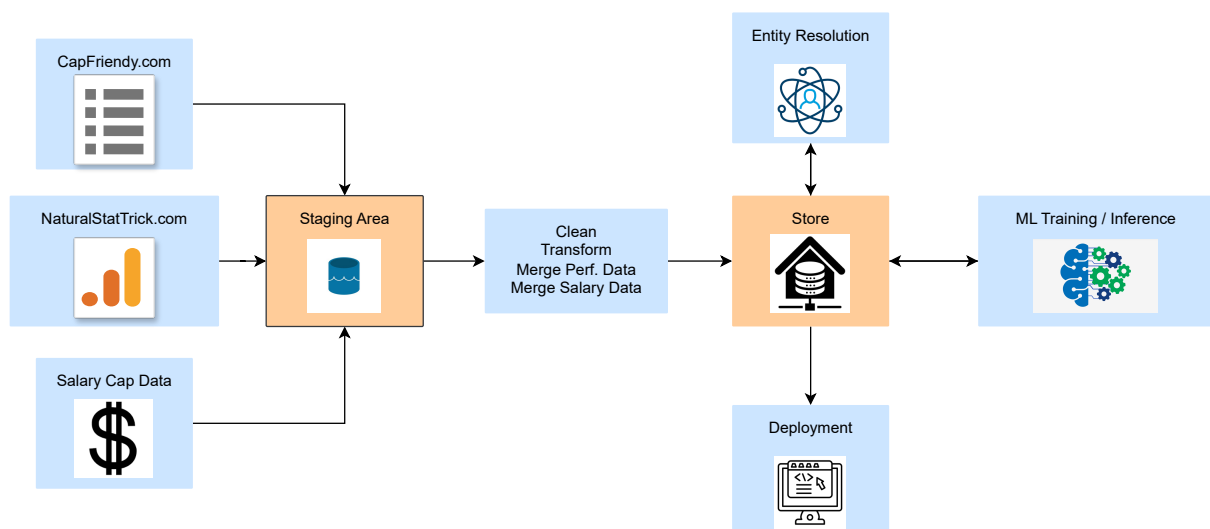 CapFriendy.com
NaturalStatTrick.com
Salary Cap Data
Staging Area
Clean
Transform
Merge Perf. Data
Merge Salary Data
Entity Resolution
Store
ML Training / Inference
Deployment